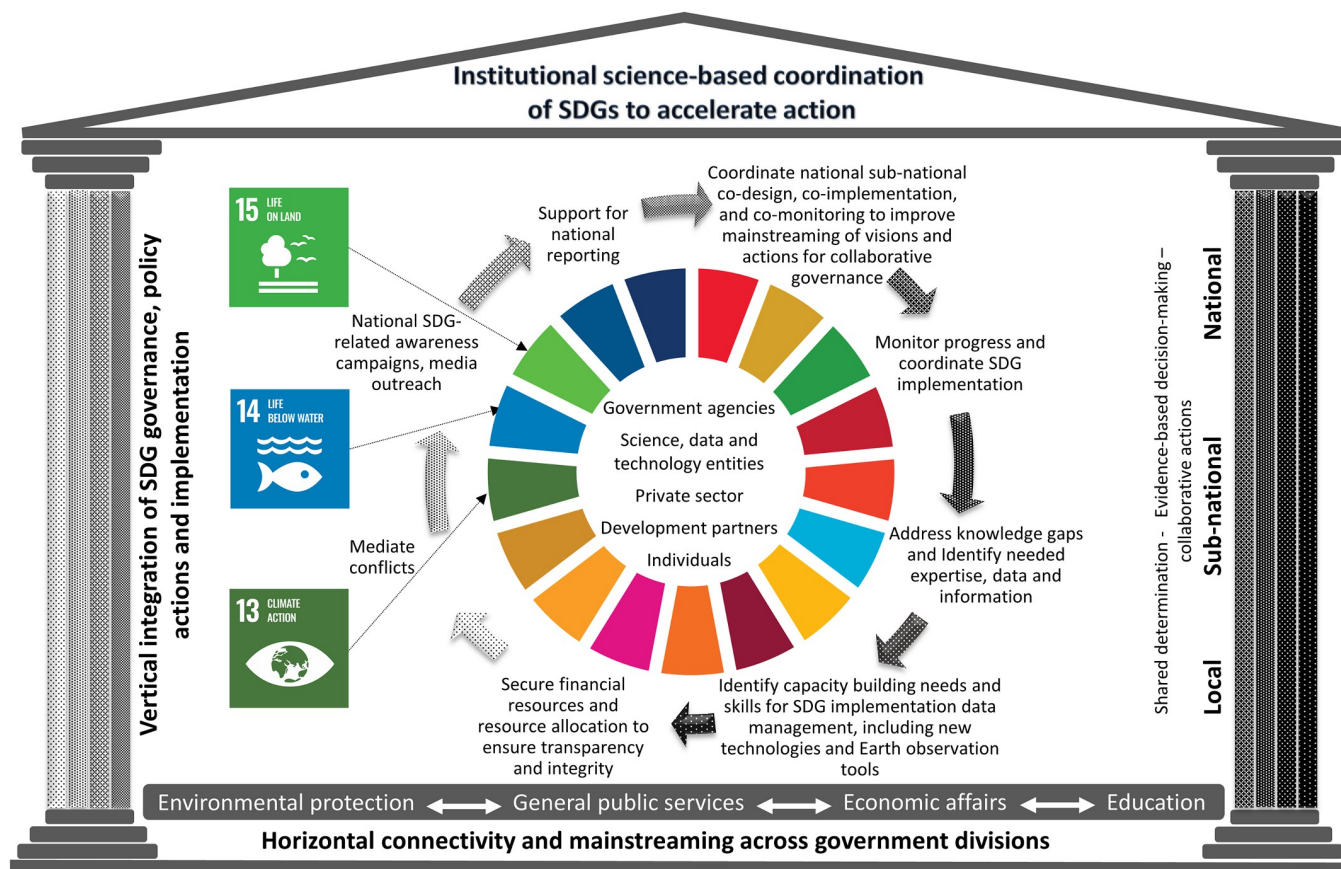 Institutional science-based coordination
of SDGs to accelerate action
Vertical integration of SDG governance, policy
actions and implementation
15 LIFE
ON LAND
14 LIFE
BELOW WATER
13 CLIMATE
ACTION
Support for
national
reporting
Coordinate national sub-national
co-design, co-implementation,
and co-monitoring to improve
mainstreaming of visions and
actions for collaborative
governance
Monitor progress and
coordinate SDG
implementation
Address knowledge gaps
and Identify needed
expertise, data and
information
Identify capacity building needs and
skills for SDG implementation data
management, including new
technologies and Earth observation
tools
Secure financial
resources and
resource allocation to
ensure transparency
and integrity
Mediate
conflicts
National SDG-
related awareness
campaigns, media
outreach
Government agencies
Science, data and
technology entities
Private sector
Development partners
Individuals
Shared determination - Evidence-based decision-making –
collaborative actions
National
Sub-national
Local
Environmental protection General public services Economic affairs Education
Horizontal connectivity and mainstreaming across government divisions